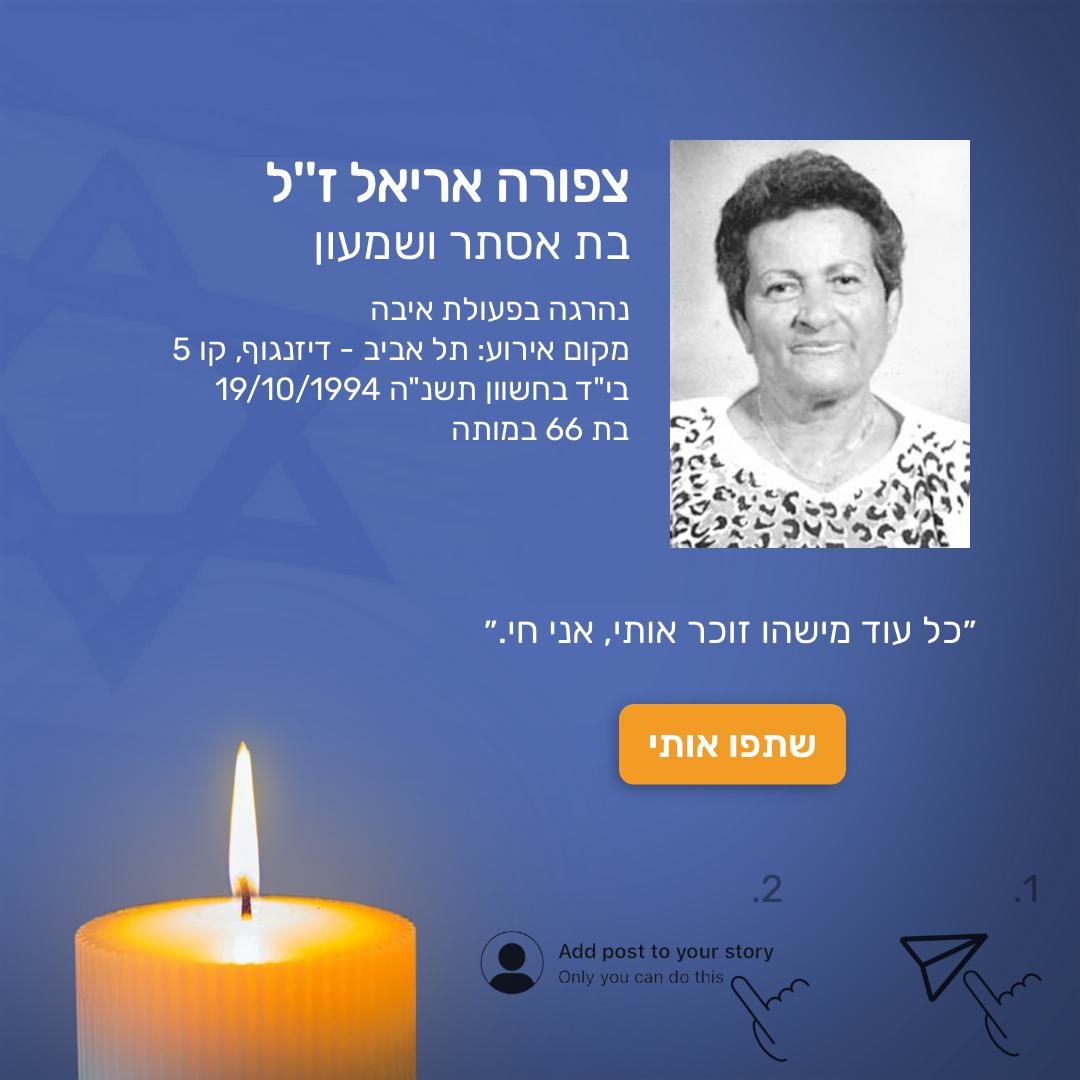 צפורה אריאל ז"ל
בת אסתר ושמעון
נהרגה בפעולת איבה
מקום אירוע: תל אביב - דיזנגוף, קו 5
בי"ד בחשוון תשנ"ה 19/10/1994
בת 66 במותה
״כל עוד מישהו זוכר אותי, אני חי.״
שתפו אותי
1.
2.
Add post to your story
Only you can do this